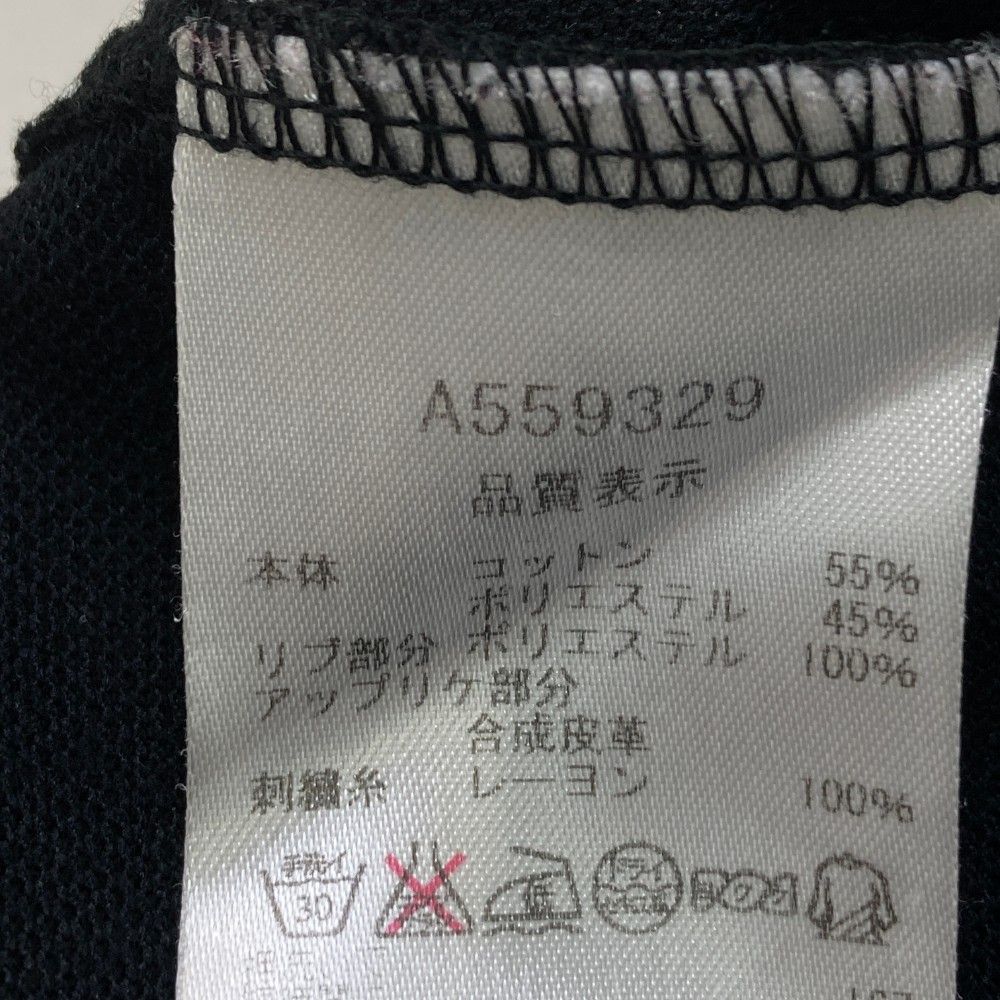 A559329
品質表示
本体 コットン 55%
ポリエステル 45%
リブ部分 ポリエステル 100%
アップリケ部分
合成皮革
刺繍糸 レーヨン 100%
手洗イ 30 低 ドライ